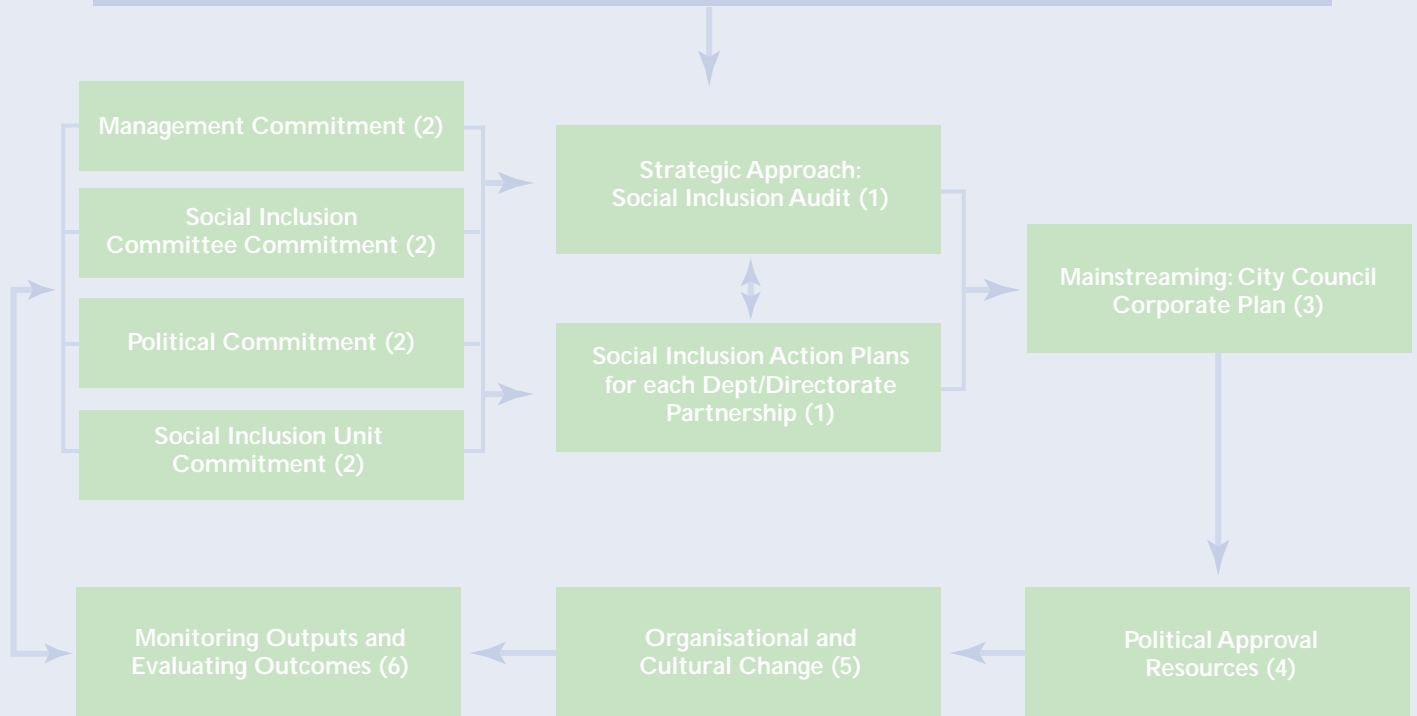 Management Commitment (2)
Social Inclusion
Committee Commitment (2)
Political Commitment (2)
Social Inclusion Unit
Commitment (2)
Strategic Approach:
Social Inclusion Audit (1)
Social Inclusion Action Plans
for each Dept/Directorate
Partnership (1)
Mainstreaming: City Council
Corporate Plan (3)
Political Approval
Resources (4)
Organisational and
Cultural Change (5)
Monitoring Outputs and
Evaluating Outcomes (6)